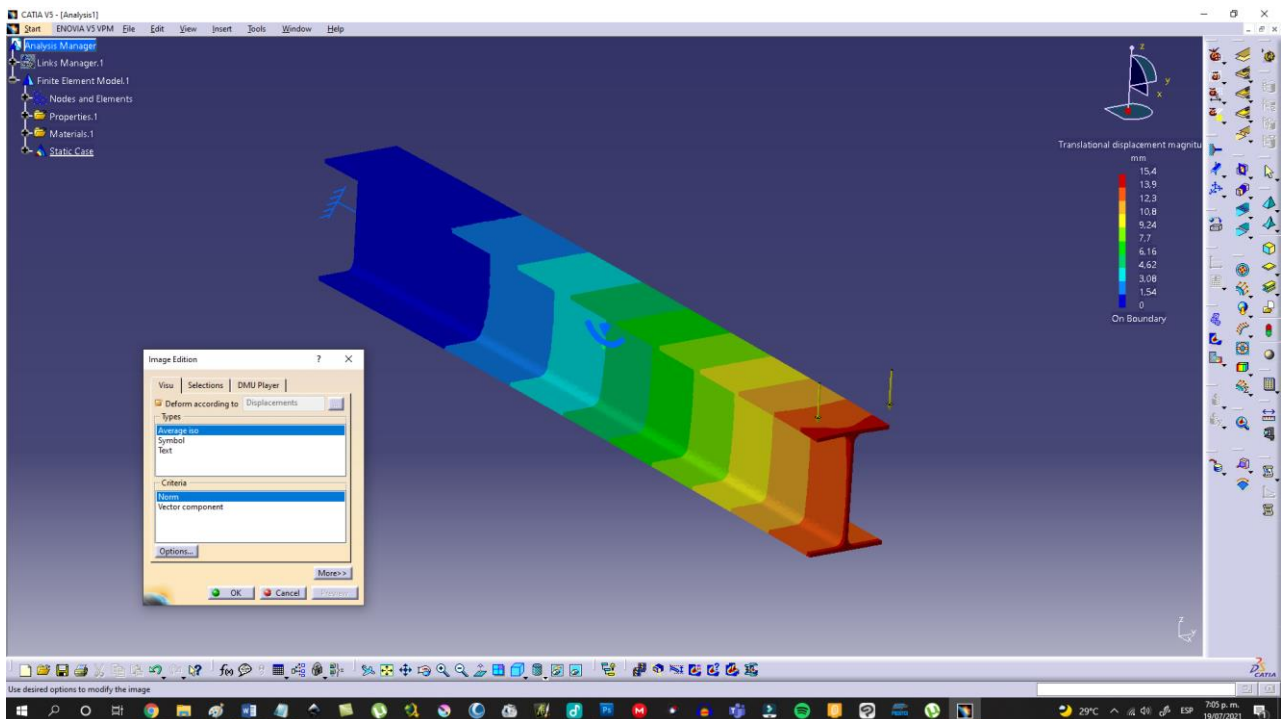 CATIA V5 - [Analysis1]
Start ENOVIA V5 VPM File Edit View Insert Tools Window Help
Analysis Manager
Links Manager.1
Finite Element Model.1
Nodes and Elements
Properties.1
Materials.1
Static Case
z
y
x
Translational displacement magnitu
mm
15,4
13,9
12,3
10,8
9,24
7,7
6,16
4,62
3,08
1,54
0
On Boundary
Image Edition ? X
Visu Selections DMU Player
Deform according to Displacements
Types
Average iso
Symbol
Text
Criteria
Norm
Vector component
Options...
More>>
OK Cancel Preview
CATIA
Use desired options to modify the image
29°C ESP 7:05 p. m.
19/07/2021